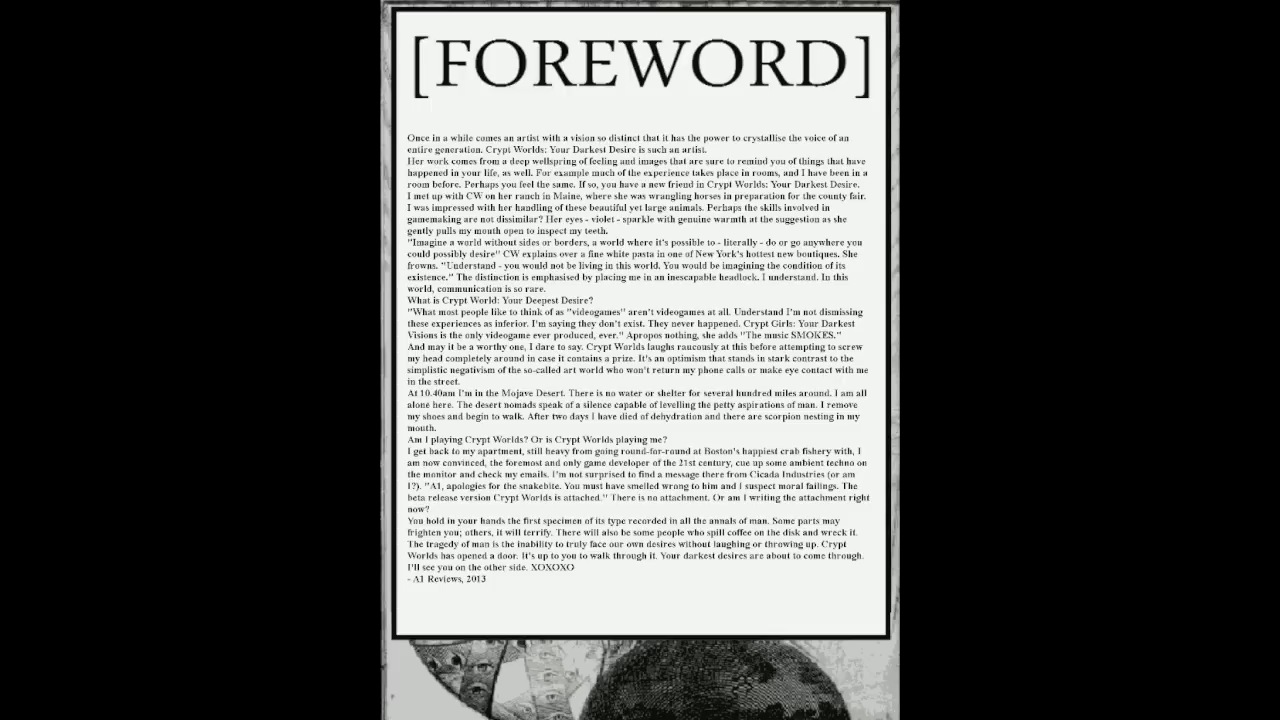 [FOREWORD]
Once in a while comes an artist with a vision so distinct that it has the power to crystallise the voice of an
entire generation. Crypt Worlds: Your Darkest Desire is such an artist.
Her work comes from a deep wellspring of feeling and images that are sure to remind you of things that have
happened in your life, as well. For example much of the experience takes place in rooms, and I have been in a
room before. Perhaps you feel the same. If so, you have a new friend in Crypt Worlds: Your Darkest Desire.
I met up with CW on her ranch in Maine, where she was wrangling horses in preparation for the county fair.
I was impressed with her handling of these beautiful yet large animals. Perhaps the skills involved in
gamemaking are not dissimilar? Her eyes - violet - sparkle with genuine warmth at the suggestion as she
gently pulls my mouth open to inspect my teeth.
"Imagine a world without sides or borders, a world where it's possible to - literally - do or go anywhere you
could possibly desire" CW explains over a fine white pasta in one of New York's hottest new boutiques. She
frowns. "Understand - you would not be living in this world. You would be imagining the condition of its
existence." The distinction is emphasised by placing me in an inescapable headlock. I understand. In this
world, communication is so rare.
What is Crypt World: Your Deepest Desire?
"What most people like to think of as "videogames" aren't videogames at all. Understand I'm not dismissing
these experiences as inferior. I'm saying they don't exist. They never happened. Crypt Girls: Your Darkest
Visions is the only videogame ever produced, ever." Apropos nothing, she adds "The music SMOKES."
And may it be a worthy one, I dare to say. Crypt Worlds laughs raucously at this before attempting to screw
my head completely around in case it contains a prize. It's an optimism that stands in stark contrast to the
simplistic negativism of the so-called art world who won't return my phone calls or make eye contact with me
in the street.
At 10.40am I'm in the Mojave Desert. There is no water or shelter for several hundred miles around. I am all
alone here. The desert nomads speak of a silence capable of levelling the petty aspirations of man. I remove
my shoes and begin to walk. After two days I have died of dehydration and there are scorpion nesting in my
mouth.
Am I playing Crypt Worlds? Or is Crypt Worlds playing me?
I get back to my apartment, still heavy from going round-for-round at Boston's happiest crab fishery with, I
am now convinced, the foremost and only game developer of the 21st century, cue up some ambient techno on
the monitor and check my emails. I'm not surprised to find a message there from Cicada Industries (or am
I?). "A1, apologies for the snakebite. You must have smelled wrong to him and I suspect moral failings. The
beta release version Crypt Worlds is attached." There is no attachment. Or am I writing the attachment right
now?
You hold in your hands the first specimen of its type recorded in all the annals of man. Some parts may
frighten you; others, it will terrify. There will also be some people who spill coffee on the disk and wreck it.
The tragedy of man is the inability to truly face our own desires without laughing or throwing up. Crypt
Worlds has opened a door. It's up to you to walk through it. Your darkest desires are about to come through.
I'll see you on the other side. XOXOXO
- A1 Reviews, 2013